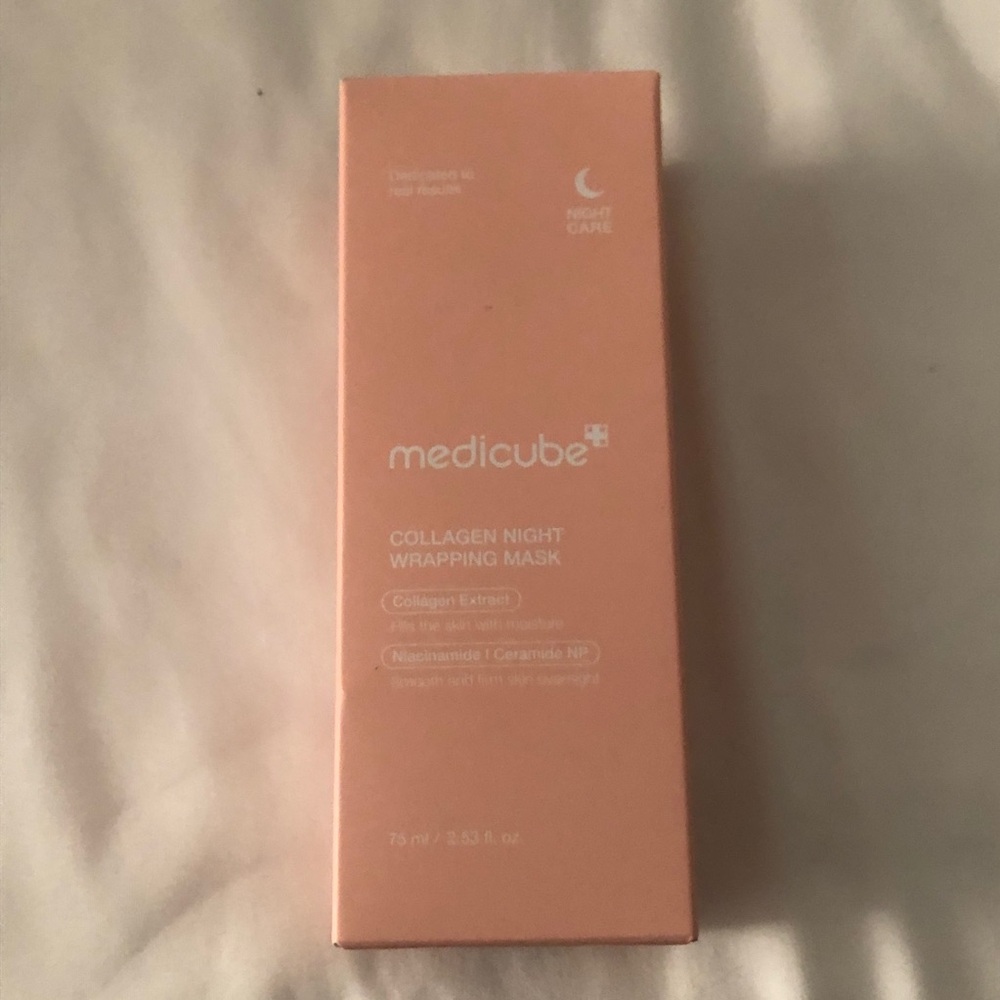 Dedicated to
real results
NIGHT
CARE
medicube
COLLAGEN NIGHT
WRAPPING MASK
Collagen Extract
Fills the skin with moisture
Niacinamide | Ceramide NP
Smooth and firm skin overnight
75 ml / 2.53 fl. oz.